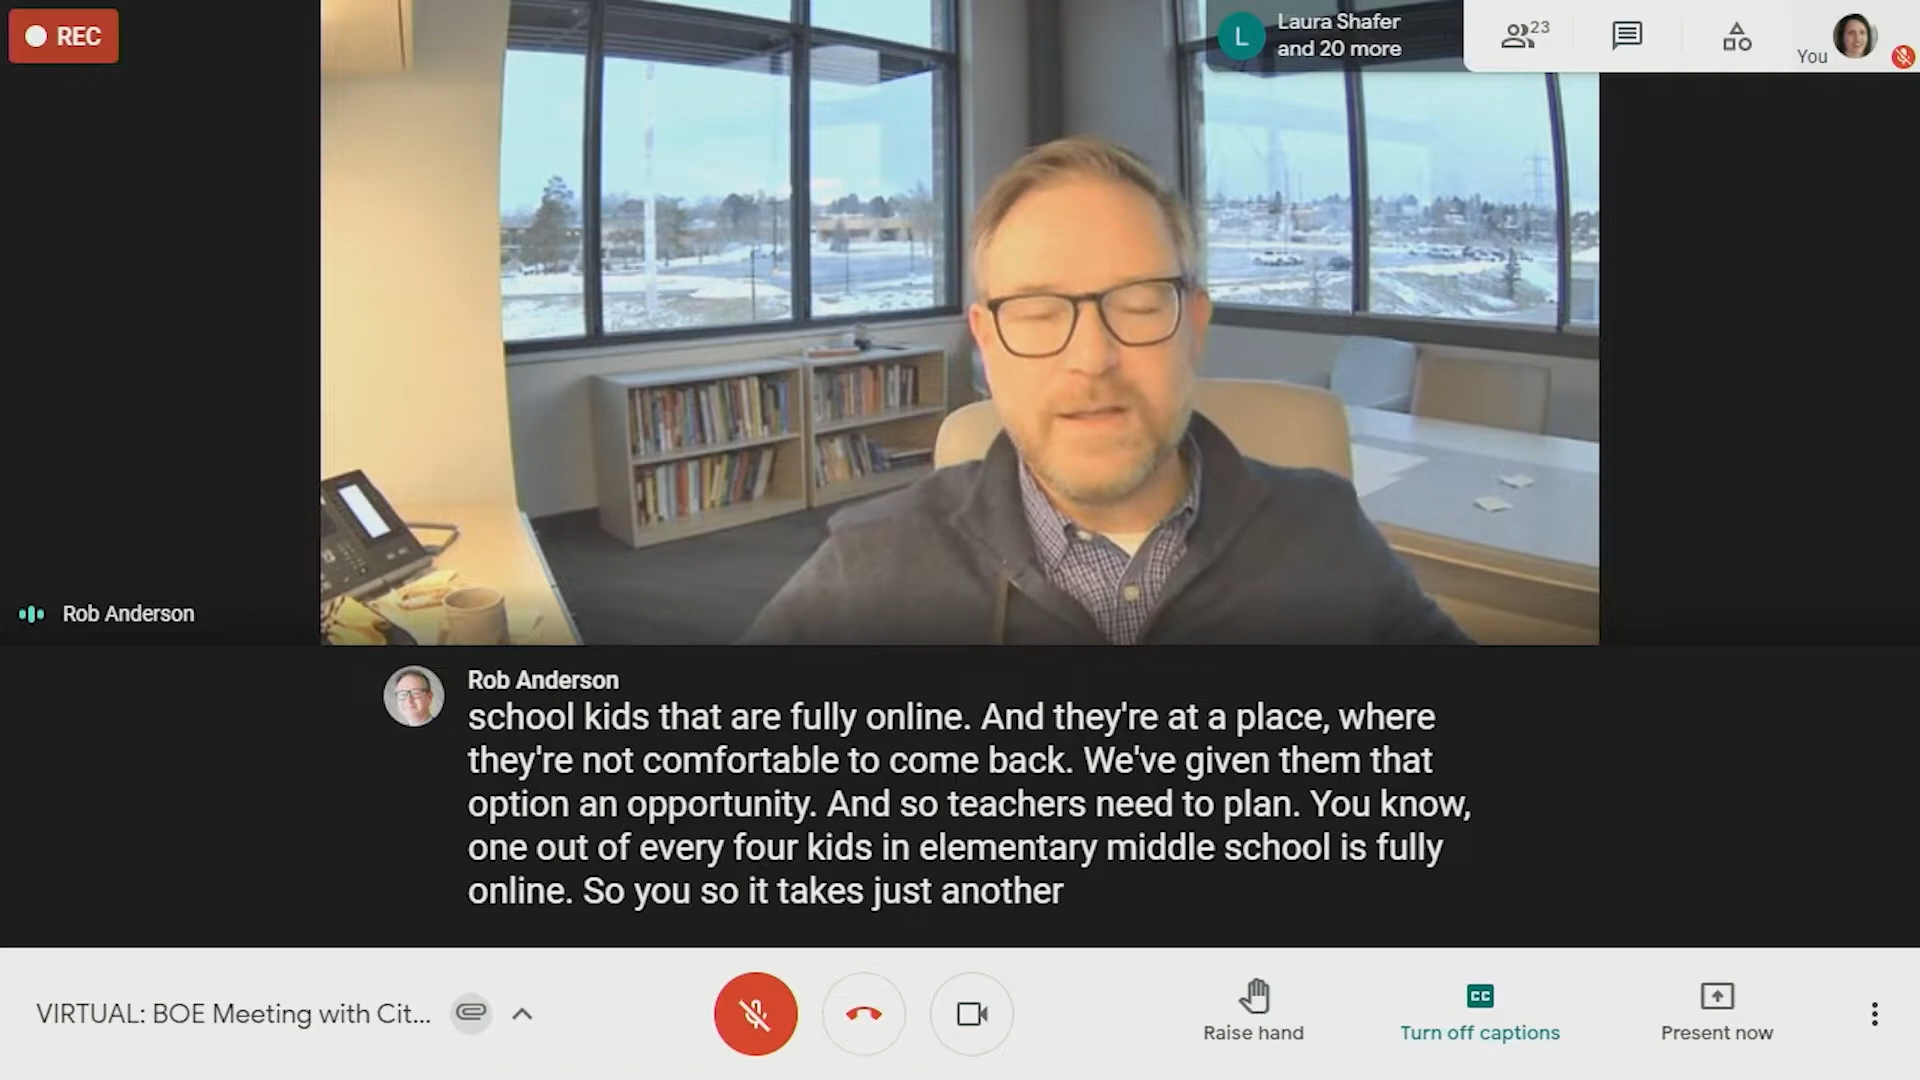 REC
Laura Shafer
and 20 more
L
23
You
Rob Anderson
Rob Anderson
school kids that are fully online. And they're at a place, where
they're not comfortable to come back. We've given them that
option an opportunity. And so teachers need to plan. You know,
one out of every four kids in elementary middle school is fully
online. So you so it takes just another
VIRTUAL: BOE Meeting with Cit...
Raise hand
CC
Turn off captions
Present now